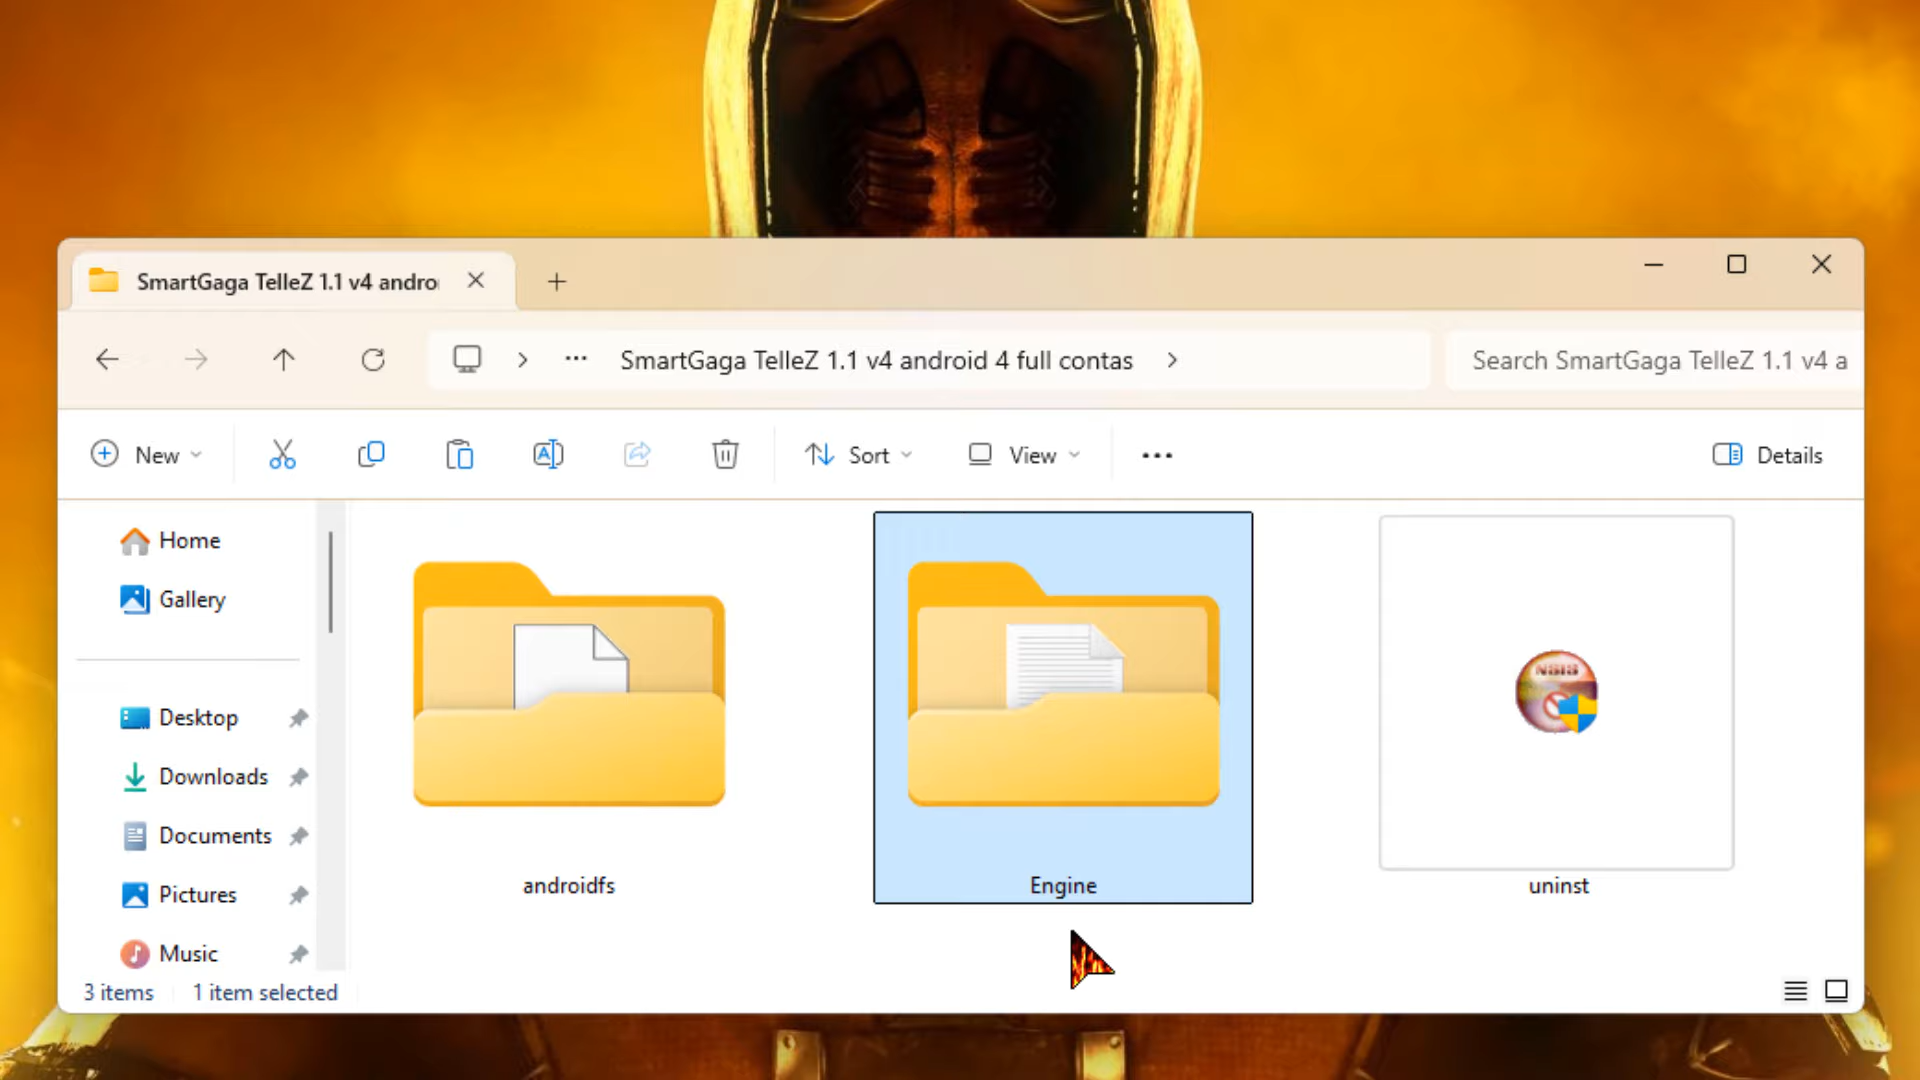 SmartGaga TelleZ 1.1 v4 andro
SmartGaga TelleZ 1.1 v4 android 4 full contas
Search SmartGaga TelleZ 1.1 v4 a
New
Sort
View
Details
Home
Gallery
Desktop
Downloads
Documents
Pictures
Music
androidfs
Engine
NSIS
uninst
3 items
1 item selected